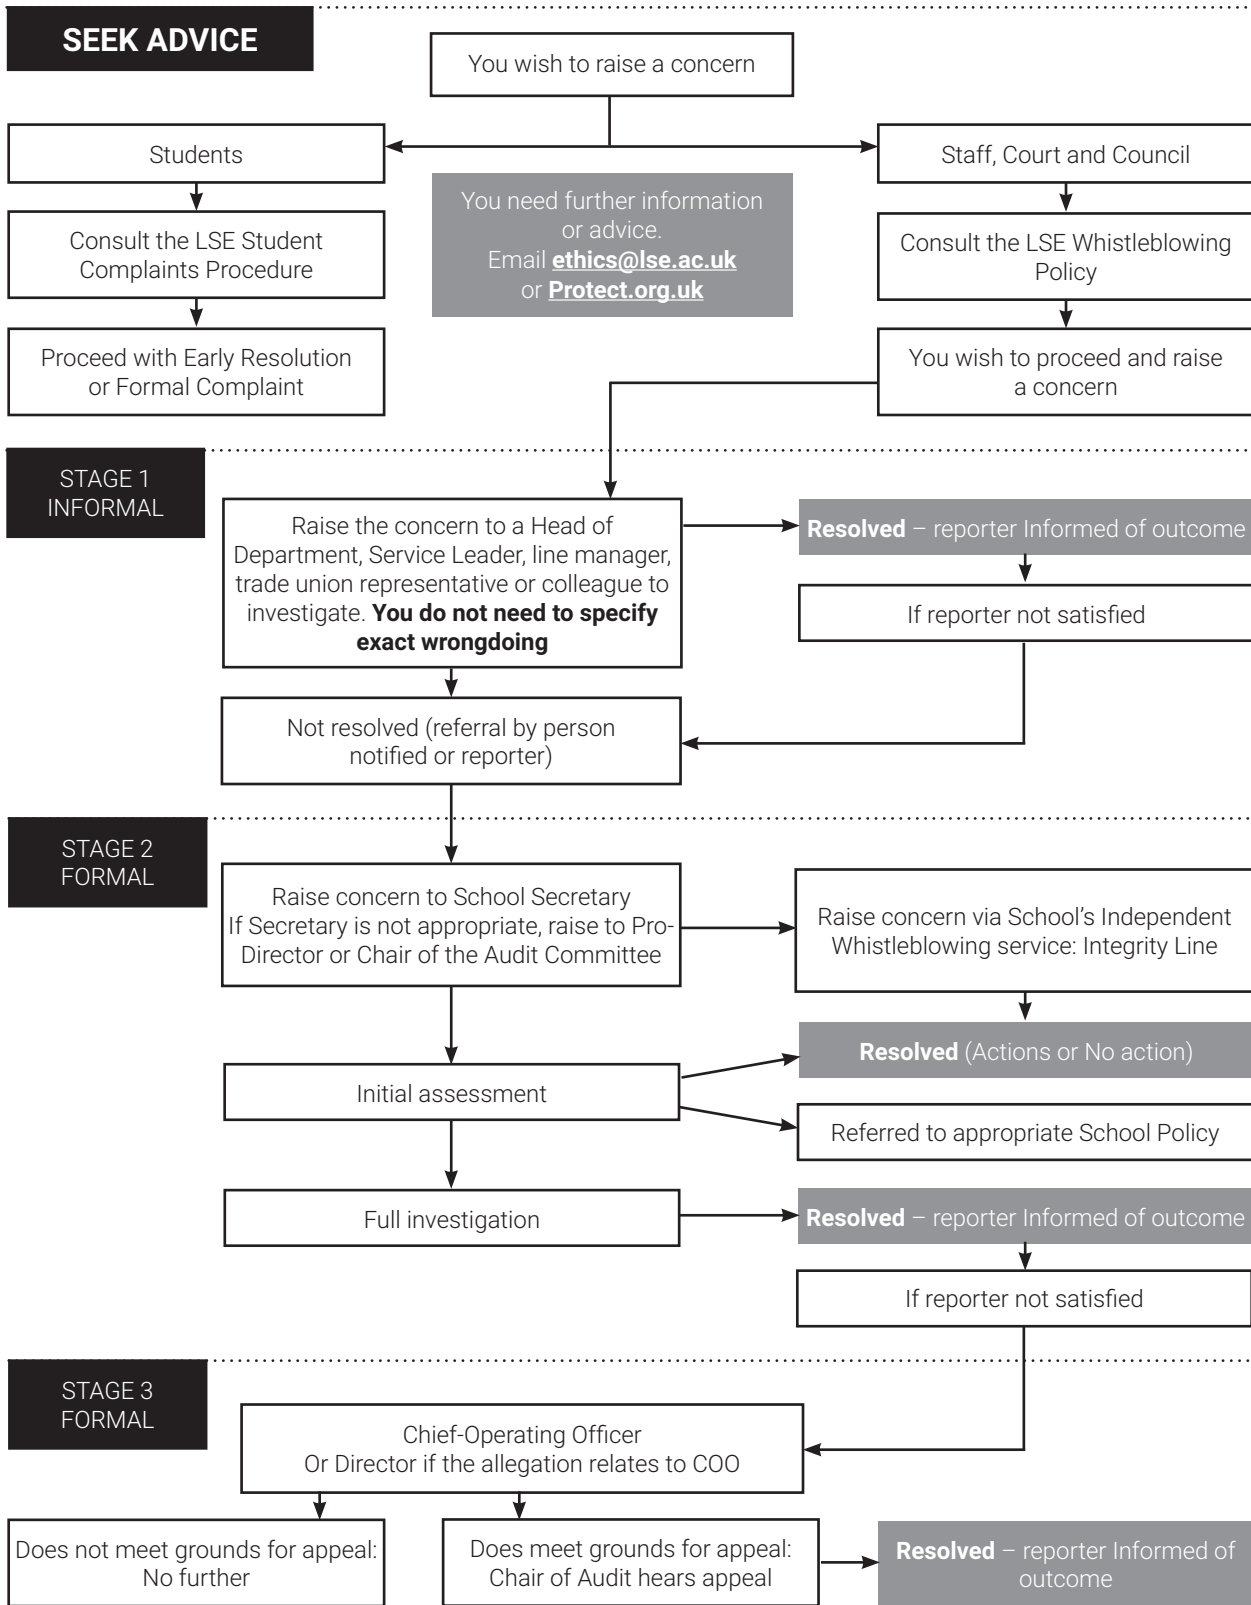 SEEK ADVICE
You wish to raise a concern
Students
Staff, Court and Council
You need further information
or advice.
Email ethics@lse.ac.uk
or Protect.org.uk
Consult the LSE Student
Complaints Procedure
Consult the LSE Whistleblowing
Policy
Proceed with Early Resolution
or Formal Complaint
You wish to proceed and raise
a concern
STAGE 1
INFORMAL
Raise the concern to a Head of
Department, Service Leader, line manager,
trade union representative or colleague to
investigate. You do not need to specify
exact wrongdoing
Resolved – reporter Informed of outcome
If reporter not satisfied
Not resolved (referral by person
notified or reporter)
STAGE 2
FORMAL
Raise concern to School Secretary
If Secretary is not appropriate, raise to Pro-
Director or Chair of the Audit Committee
Raise concern via School's Independent
Whistleblowing service: Integrity Line
Resolved (Actions or No action)
Initial assessment
Referred to appropriate School Policy
Full investigation
Resolved – reporter Informed of outcome
If reporter not satisfied
STAGE 3
FORMAL
Chief-Operating Officer
Or Director if the allegation relates to COO
Does not meet grounds for appeal:
No further
Does meet grounds for appeal:
Chair of Audit hears appeal
Resolved – reporter Informed of
outcome